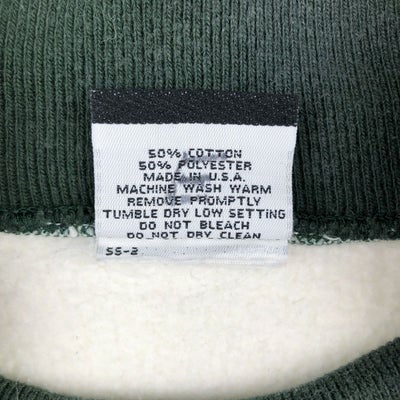 50% COTTON
50% POLYESTER
MADE IN U.S.A.
MACHINE WASH WARM
REMOVE PROMPTLY
TUMBLE DRY LOW SETTING
DO NOT BLEACH
DO NOT DRY CLEAN
SS-2